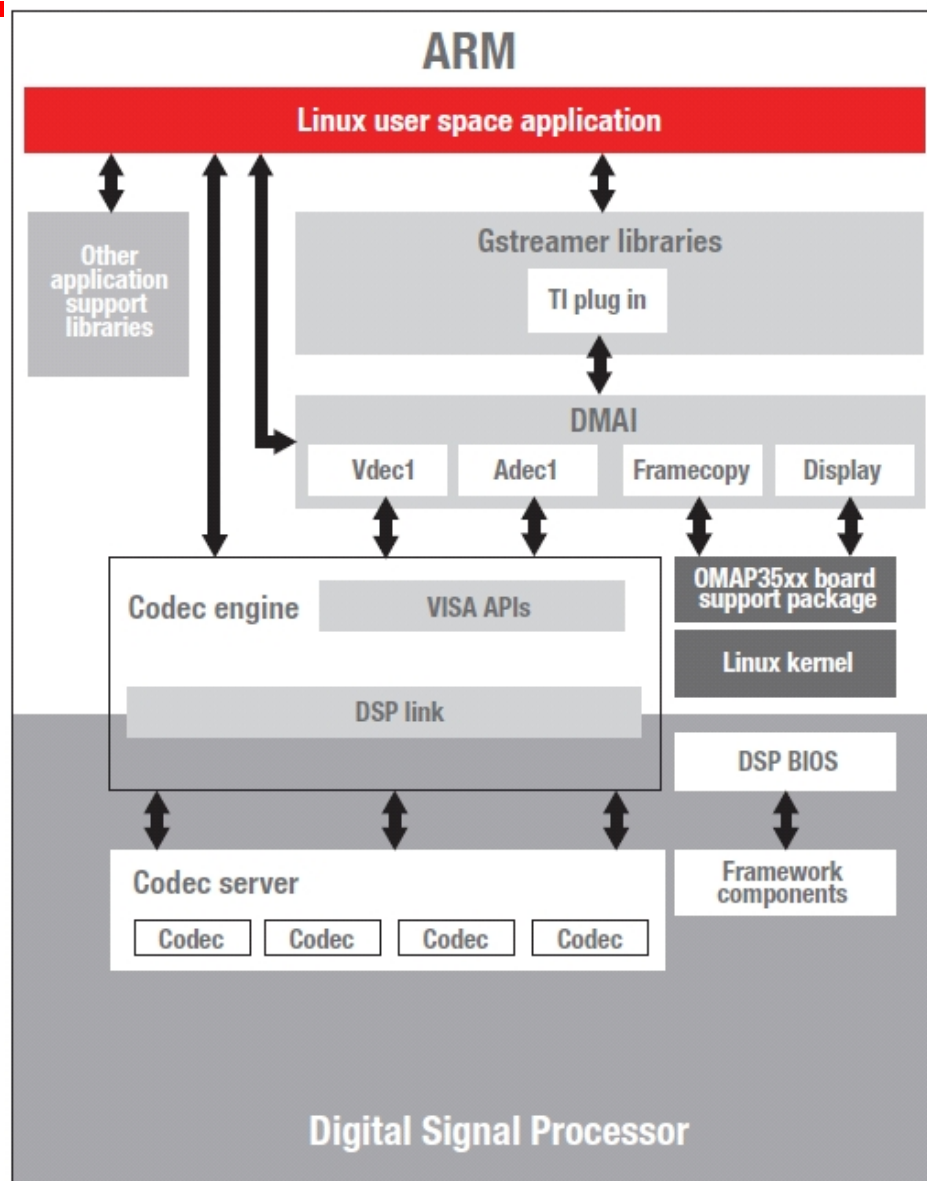 ARM
Linux user space application
Other
application
support
libraries
Gstreamer libraries
TI plug in
DMAI
Vdec1
Adec1
Framecopy
Display
Codec engine
VISA APIs
OMAP35xx board
support package
Linux kernel
DSP link
DSP BIOS
Codec server
Codec
Codec
Codec
Codec
Framework
components
Digital Signal Processor